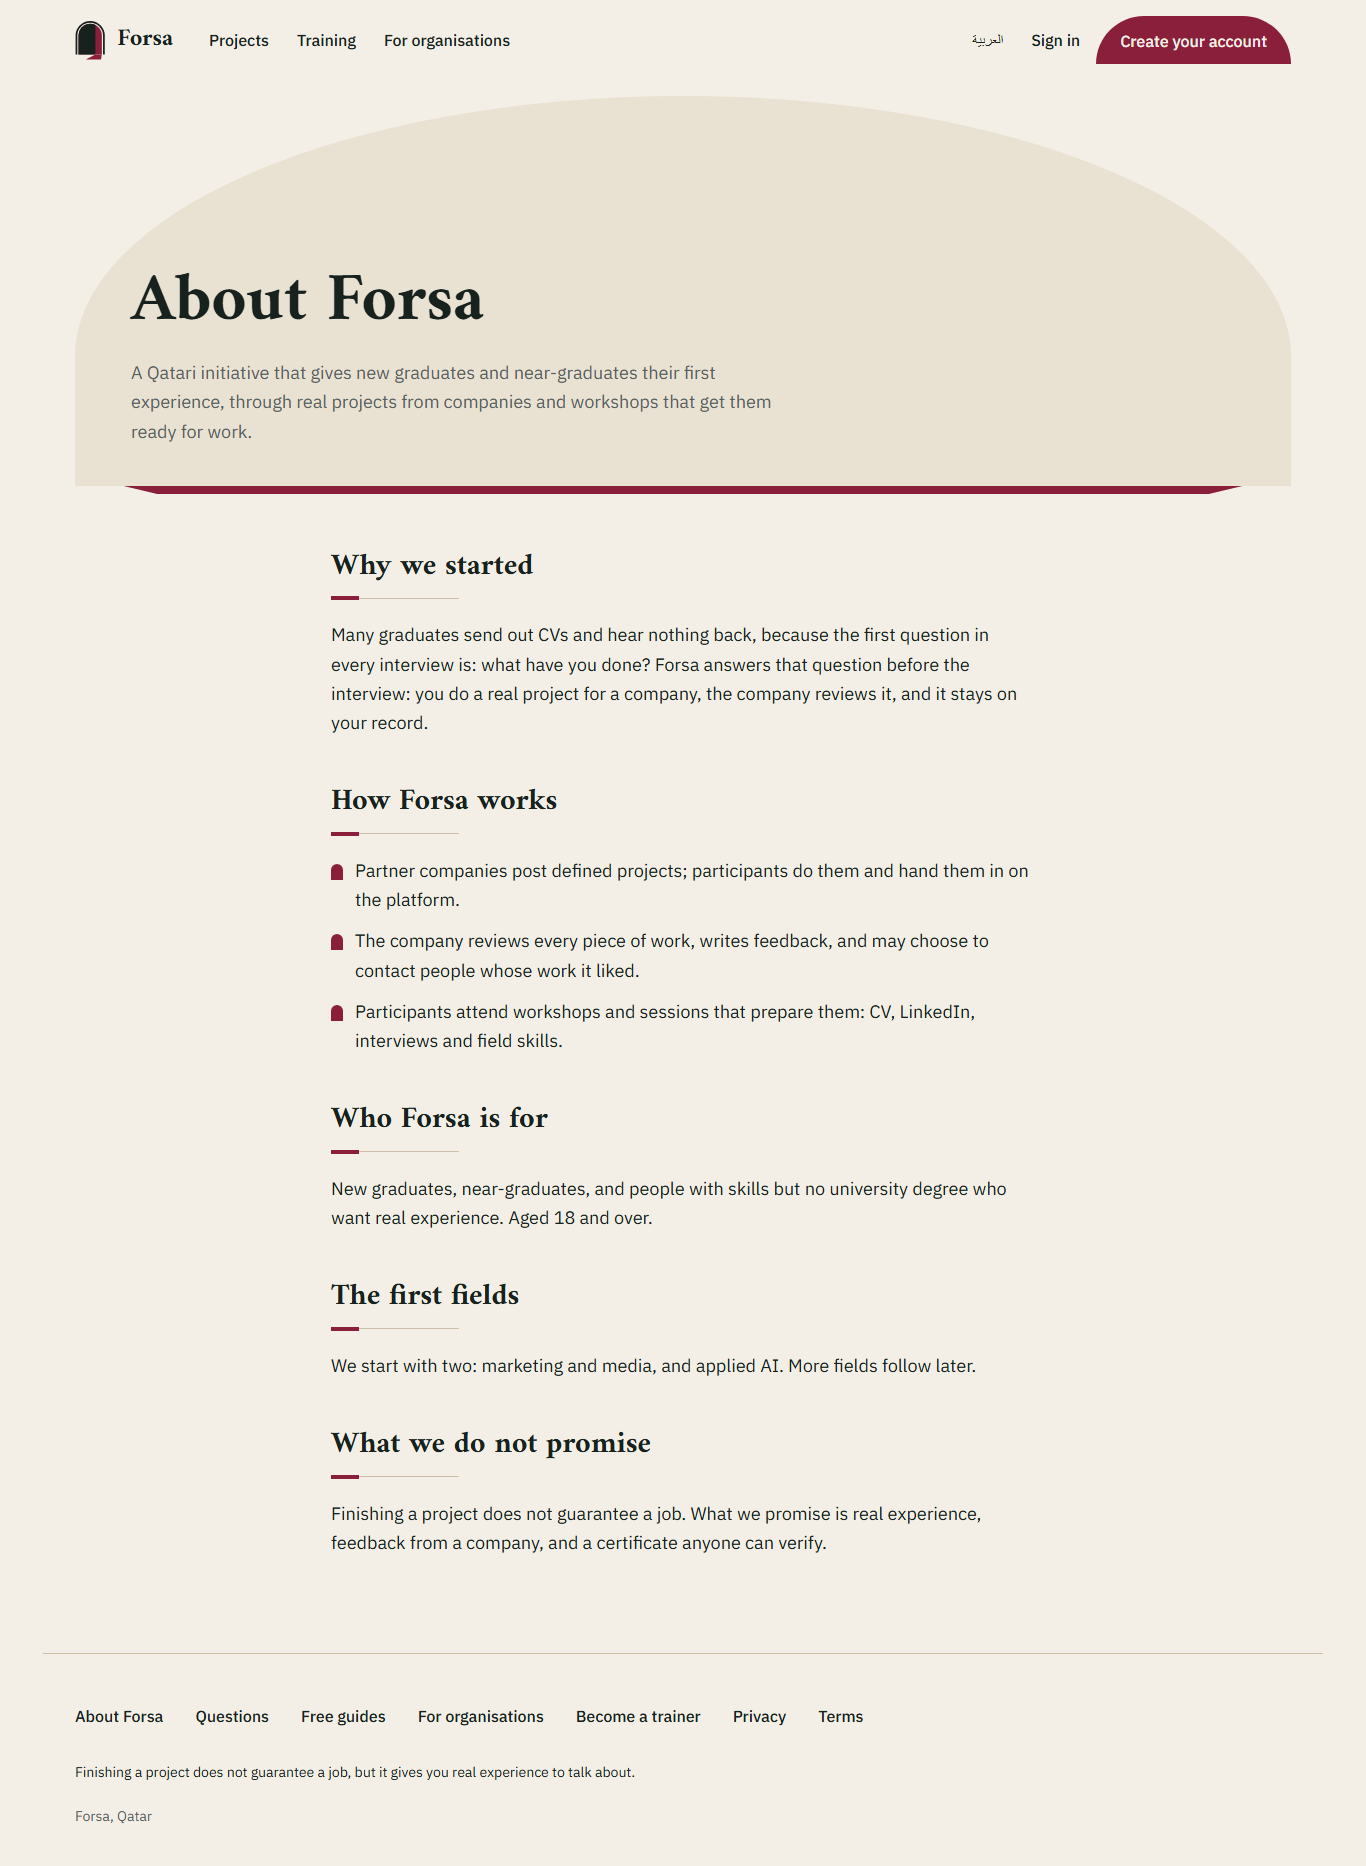 Forsa
Projects
Training
For organisations
العربية
Sign in
Create your account
About Forsa
A Qatari initiative that gives new graduates and near-graduates their first
experience, through real projects from companies and workshops that get them
ready for work.
Why we started
Many graduates send out CVs and hear nothing back, because the first question in
every interview is: what have you done? Forsa answers that question before the
interview: you do a real project for a company, the company reviews it, and it stays on
your record.
How Forsa works
Partner companies post defined projects; participants do them and hand them in on
the platform.
The company reviews every piece of work, writes feedback, and may choose to
contact people whose work it liked.
Participants attend workshops and sessions that prepare them: CV, LinkedIn,
interviews and field skills.
Who Forsa is for
New graduates, near-graduates, and people with skills but no university degree who
want real experience. Aged 18 and over.
The first fields
We start with two: marketing and media, and applied AI. More fields follow later.
What we do not promise
Finishing a project does not guarantee a job. What we promise is real experience,
feedback from a company, and a certificate anyone can verify.
About Forsa
Questions
Free guides
For organisations
Become a trainer
Privacy
Terms
Finishing a project does not guarantee a job, but it gives you real experience to talk about.
Forsa, Qatar